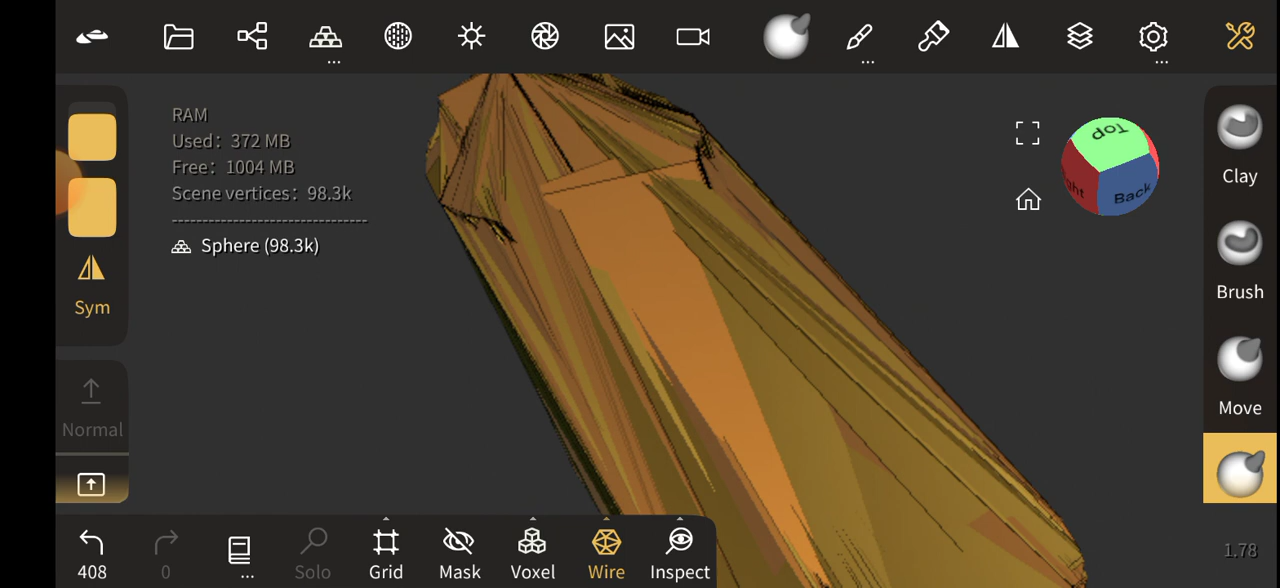 RAM
Used: 372 MB
Free: 1004 MB
Scene vertices: 98.3k
-------------------------------
Sphere (98.3k)
Top
ght
Back
Clay
Brush
Move
Sym
Normal
408
0
...
Solo
Grid
Mask
Voxel
Wire
Inspect
1.78